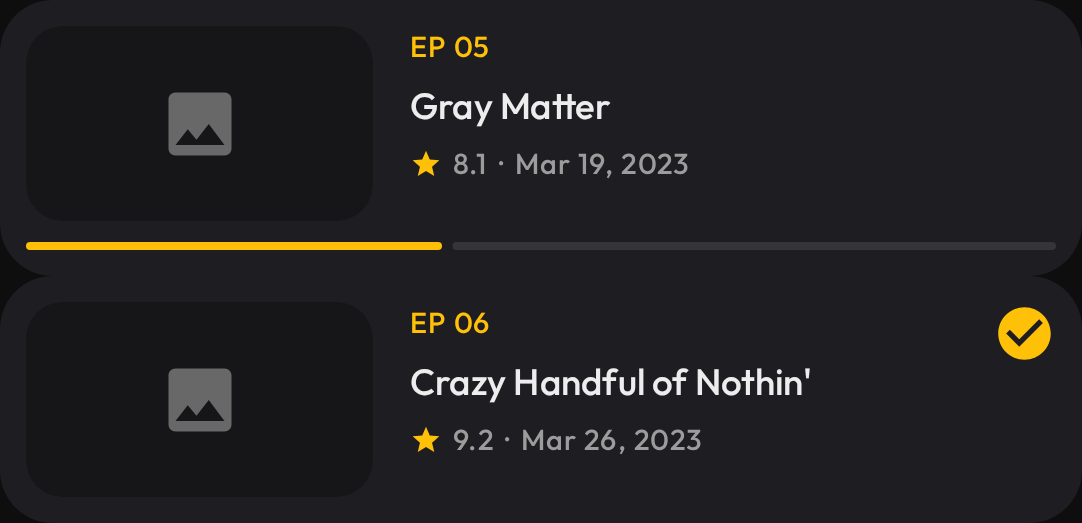 EP 05
Gray Matter
8.1 · Mar 19, 2023
EP 06
Crazy Handful of Nothin'
9.2 · Mar 26, 2023